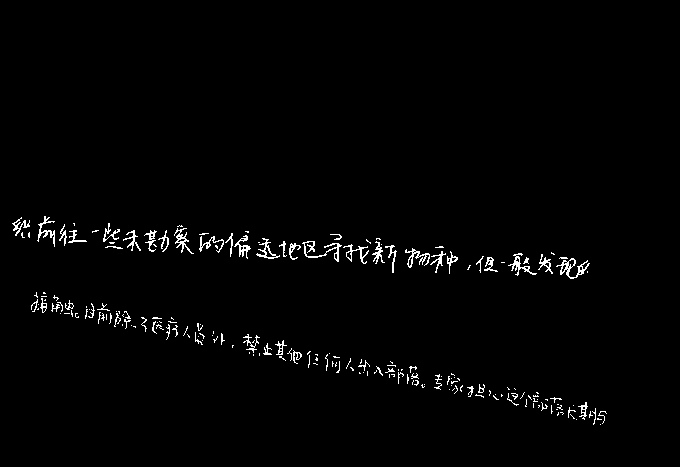 前往一些未勘察的偏远地区寻找新物种，但一般发现的
接触。目前除了医疗人员外，禁止其他任何人出入部落。专家担心这个部落长期与